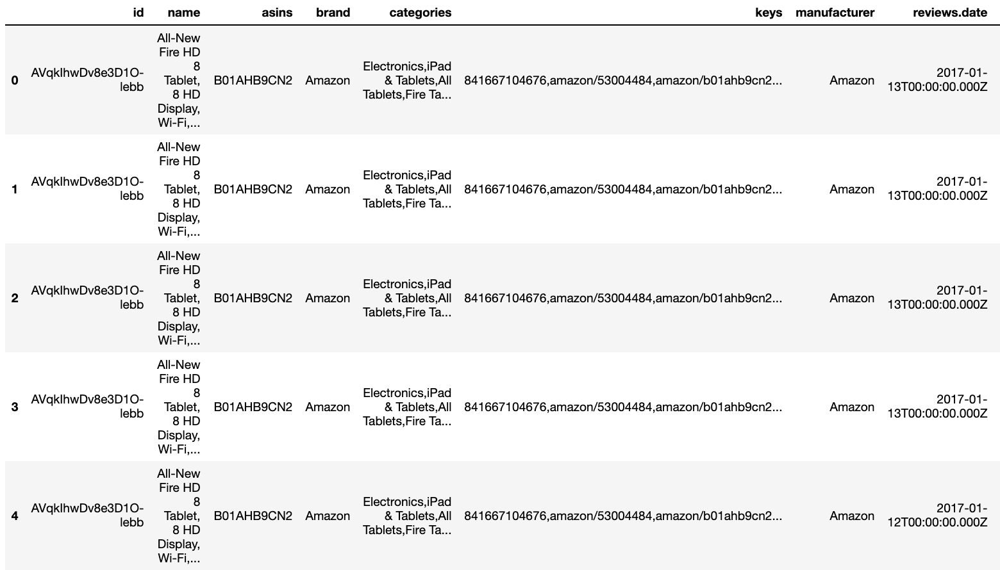 id name asins brand categories keys manufacturer reviews.date
0
AVqkIhwDv8e3D1O-
lebb
All-New
Fire HD
8
Tablet,
8 HD
Display,
Wi-Fi,...
B01AHB9CN2
Amazon
Electronics,iPad
& Tablets,All
Tablets,Fire Ta...
841667104676,amazon/53004484,amazon/b01ahb9cn2...
Amazon
2017-01-
13T00:00:00.000Z
1
AVqkIhwDv8e3D1O-
lebb
All-New
Fire HD
8
Tablet,
8 HD
Display,
Wi-Fi,...
B01AHB9CN2
Amazon
Electronics,iPad
& Tablets,All
Tablets,Fire Ta...
841667104676,amazon/53004484,amazon/b01ahb9cn2...
Amazon
2017-01-
13T00:00:00.000Z
2
AVqkIhwDv8e3D1O-
lebb
All-New
Fire HD
8
Tablet,
8 HD
Display,
Wi-Fi,...
B01AHB9CN2
Amazon
Electronics,iPad
& Tablets,All
Tablets,Fire Ta...
841667104676,amazon/53004484,amazon/b01ahb9cn2...
Amazon
2017-01-
13T00:00:00.000Z
3
AVqkIhwDv8e3D1O-
lebb
All-New
Fire HD
8
Tablet,
8 HD
Display,
Wi-Fi,...
B01AHB9CN2
Amazon
Electronics,iPad
& Tablets,All
Tablets,Fire Ta...
841667104676,amazon/53004484,amazon/b01ahb9cn2...
Amazon
2017-01-
13T00:00:00.000Z
4
AVqkIhwDv8e3D1O-
lebb
All-New
Fire HD
8
Tablet,
8 HD
Display,
Wi-Fi,...
B01AHB9CN2
Amazon
Electronics,iPad
& Tablets,All
Tablets,Fire Ta...
841667104676,amazon/53004484,amazon/b01ahb9cn2...
Amazon
2017-01-
12T00:00:00.000Z